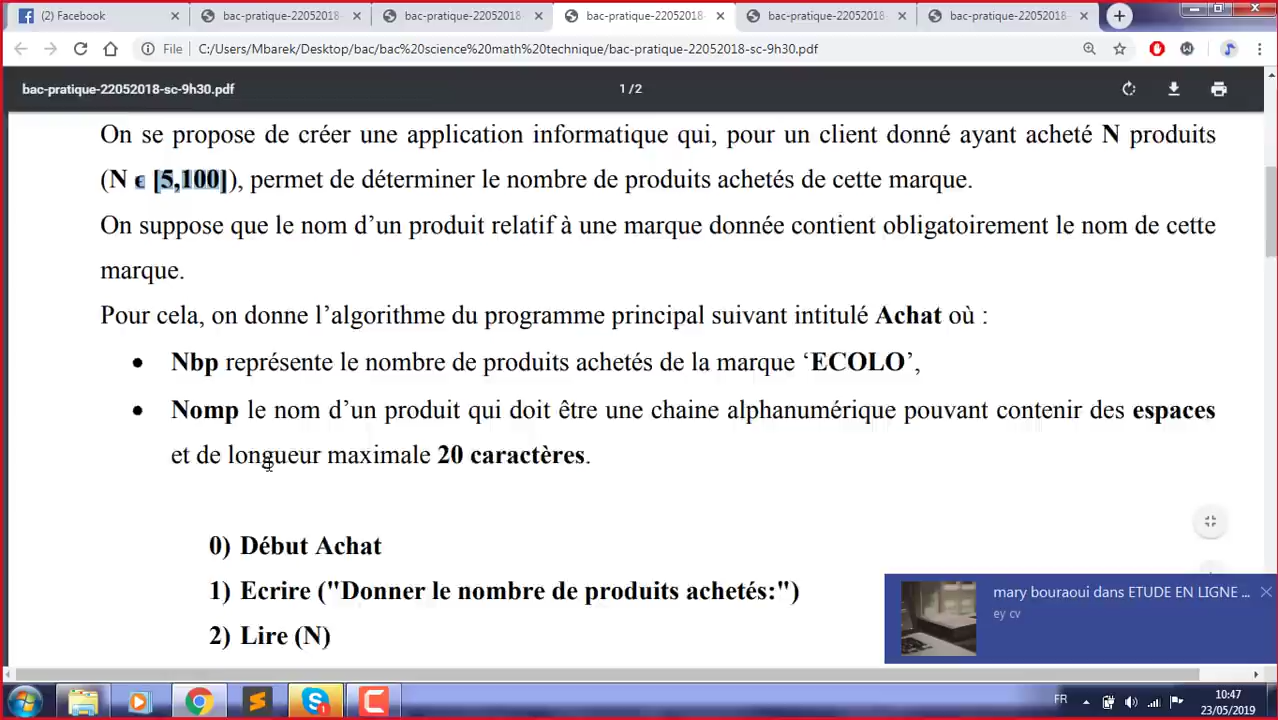 (2) Facebook
bac-pratique-22052018-
bac-pratique-22052018-
bac-pratique-22052018-
bac-pratique-22052018-
bac-pratique-22052018-
File
C:/Users/Mbarek/Desktop/bac/bac%20science%20math%20technique/bac-pratique-22052018-sc-9h30.pdf
bac-pratique-22052018-sc-9h30.pdf
1/2
On se propose de créer une application informatique qui, pour un client donné ayant acheté N produits
(N ϵ [5,100]), permet de déterminer le nombre de produits achetés de cette marque.
On suppose que le nom d’un produit relatif à une marque donnée contient obligatoirement le nom de cette
marque.
Pour cela, on donne l’algorithme du programme principal suivant intitulé Achat où :
• Nbp représente le nombre de produits achetés de la marque ‘ECOLO’,
• Nomp le nom d’un produit qui doit être une chaine alphanumérique pouvant contenir des espaces
et de longueur maximale 20 caractères.
0) Début Achat
1) Ecrire ("Donner le nombre de produits achetés:")
2) Lire (N)
mary bouraoui dans ETUDE EN LIGNE ...
ey cv
FR
10:47
23/05/2019